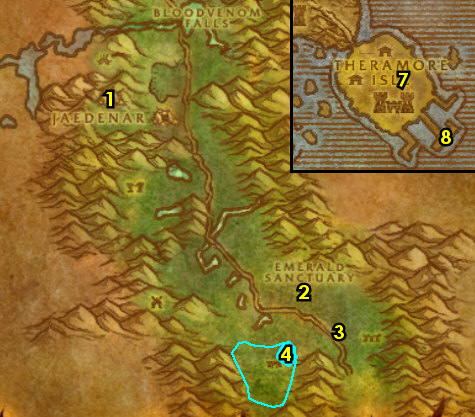 BLOODVENOM
FALLS
THERAMORE
ISLE
7
8
1
JAEDENAR
EMERALD
SANCTUARY
2
3
4